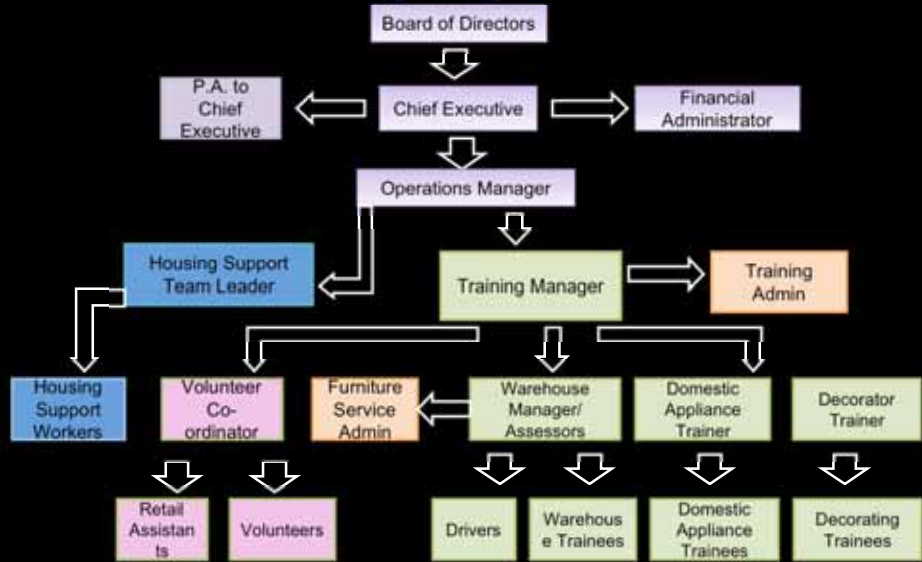 Board of Directors
P.A. to
Chief
Executive
Chief Executive
Financial
Administrator
Operations Manager
Housing Support
Team Leader
Training Manager
Training
Admin
Housing
Support
Workers
Volunteer
Co-
ordinator
Furniture
Service
Admin
Warehouse
Manager/
Assessors
Domestic
Appliance
Trainer
Decorator
Trainer
Retail
Assistan
ts
Volunteers
Drivers
Warehous
e Trainees
Domestic
Appliance
Trainees
Decorating
Trainees